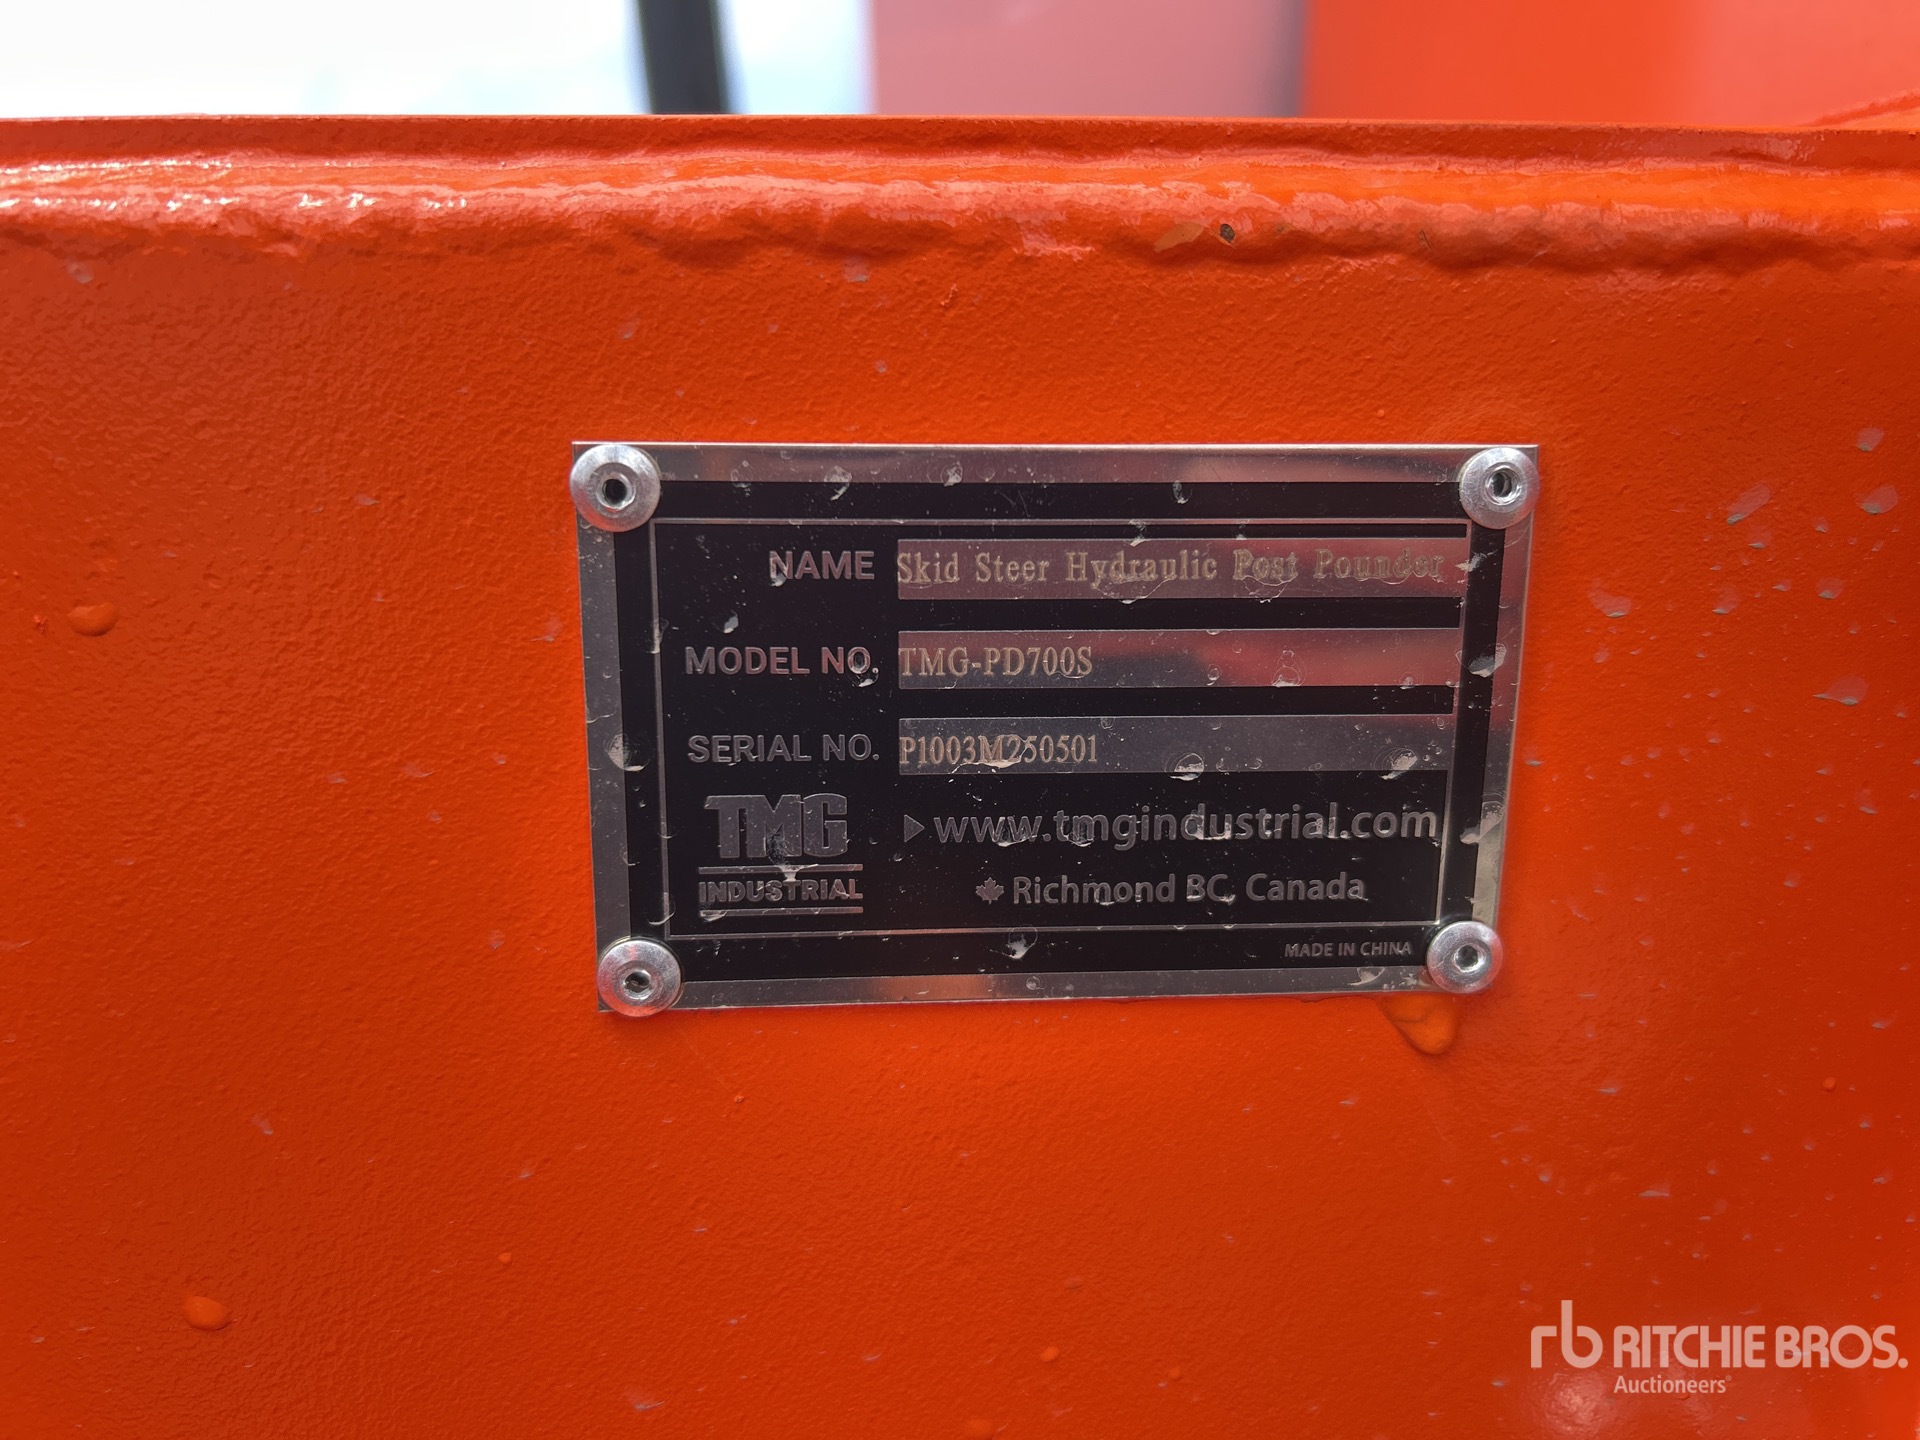 NAME Skid Steer Hydraulic Post Pounder
MODEL NO. TMG-PD700S
SERIAL NO. P1003M250501
TMG
INDUSTRIAL
www.tmgindustrial.com
Richmond BC, Canada
MADE IN CHINA
rb RITCHIE BROS.
Auctioneers